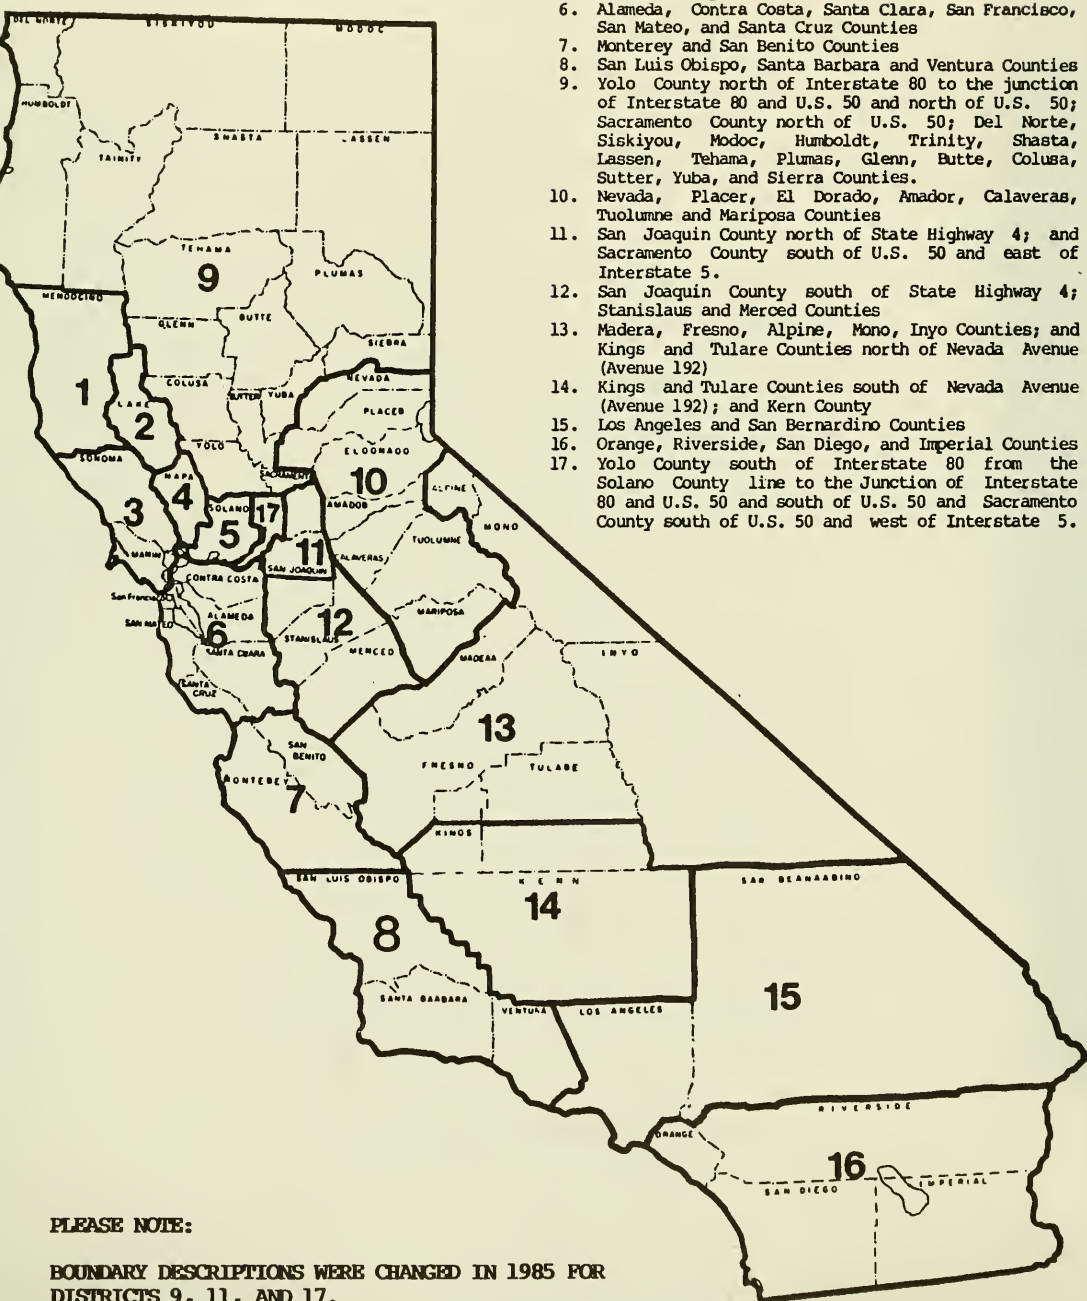 6. Alameda, Contra Costa, Santa Clara, San Francisco,
San Mateo, and Santa Cruz Counties
7. Monterey and San Benito Counties
8. San Luis Obispo, Santa Barbara and Ventura Counties
9. Yolo County north of Interstate 80 to the junction
of Interstate 80 and U.S. 50 and north of U.S. 50;
Sacramento County north of U.S. 50; Del Norte,
Siskiyou, Modoc, Humboldt, Trinity, Shasta,
Lassen, Tehama, Plumas, Glenn, Butte, Colusa,
Sutter, Yuba, and Sierra Counties.
10. Nevada, Placer, El Dorado, Amador, Calaveras,
Tuolumne and Mariposa Counties
11. San Joaquin County north of State Highway 4; and
Sacramento County south of U.S. 50 and east of
Interstate 5.
12. San Joaquin County south of State Highway 4;
Stanislaus and Merced Counties
13. Madera, Fresno, Alpine, Mono, Inyo Counties; and
Kings and Tulare Counties north of Nevada Avenue
(Avenue 192)
14. Kings and Tulare Counties south of Nevada Avenue
(Avenue 192); and Kern County
15. Los Angeles and San Bernardino Counties
16. Orange, Riverside, San Diego, and Imperial Counties
17. Yolo County south of Interstate 80 from the
Solano County line to the Junction of Interstate
80 and U.S. 50 and south of U.S. 50 and Sacramento
County south of U.S. 50 and west of Interstate 5.
DEL NORTE
SISKIYOU
MODOC
HUMBOLDT
TRINITY
SHASTA
LASSEN
TEHAMA
9
PLUMAS
MENDOCINO
GLENN
BUTTE
SIERRA
1
LAKE
2
COLUSA
SUTTER
YUBA
NEVADA
PLACER
YOLO
ELDORADO
SONOMA
NAPA
4
SACRAMENT
10
ALPINE
3
SOLANO
5
17
AMADOR
MONO
MARIN
11
SAN JOAQUIN
CALAVERAS
TUOLUMNE
CONTRA COSTA
San Francisco
ALAMEDA
SAN MATEO
6
SANTA CLARA
STANISLAUS
12
MERCED
MARIPOSA
MADERA
INYO
SANTA
CRUZ
13
SAN
BENITO
MONTEREY
7
FRESNO
TULARE
KINGS
SAN LUIS OBISPO
KERN
SAN BERNARDINO
8
14
SANTA BARBARA
VENTURA
LOS ANGELES
15
ORANGE
RIVERSIDE
16
SAN DIEGO
IMPERIAL
PLEASE NOTE:
BOUNDARY DESCRIPTIONS WERE CHANGED IN 1985 FOR
DISTRICTS 9, 11, AND 17.